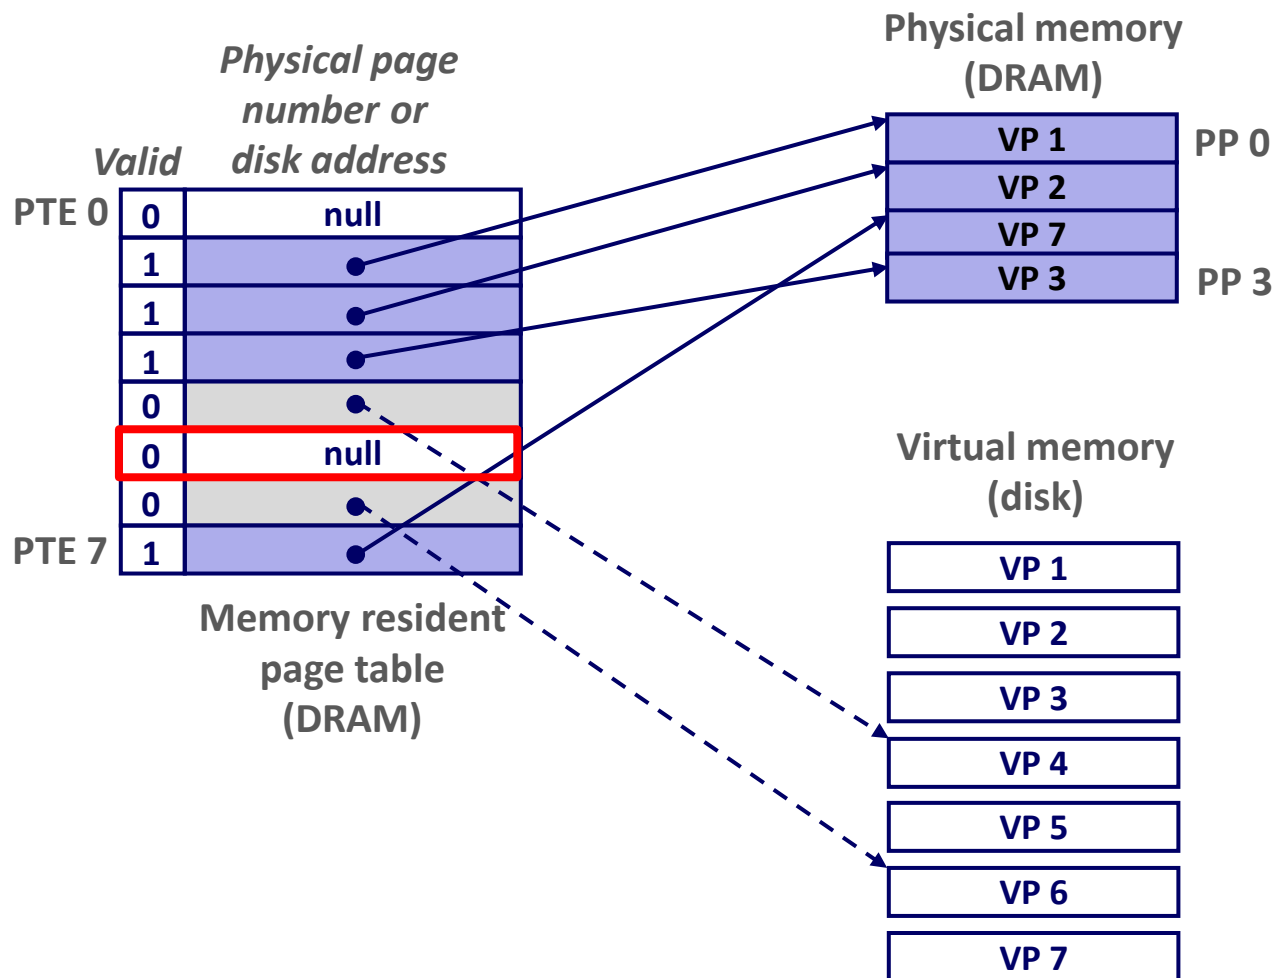 Physical page
number or
disk address
Valid
PTE 0
0
null
1
1
1
0
0
null
0
PTE 7
1
Memory resident
page table
(DRAM)
Physical memory
(DRAM)
VP 1
PP 0
VP 2
VP 7
VP 3
PP 3
Virtual memory
(disk)
VP 1
VP 2
VP 3
VP 4
VP 5
VP 6
VP 7